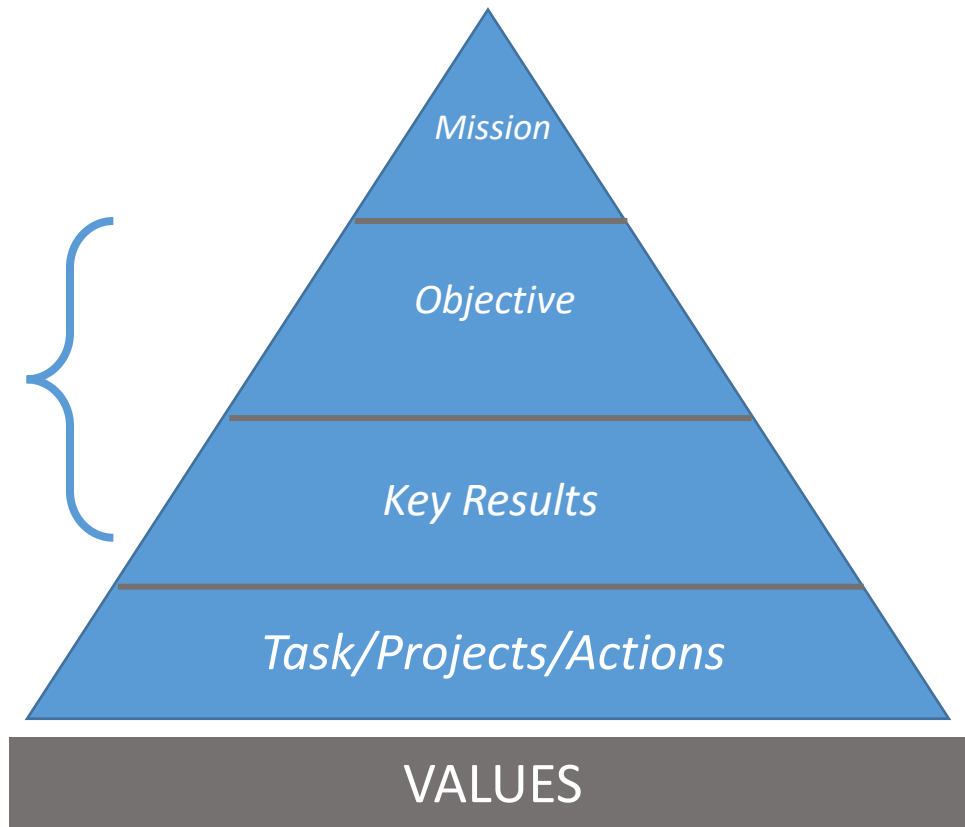 Mission
Objective
Key Results
Task/Projects/Actions
VALUES